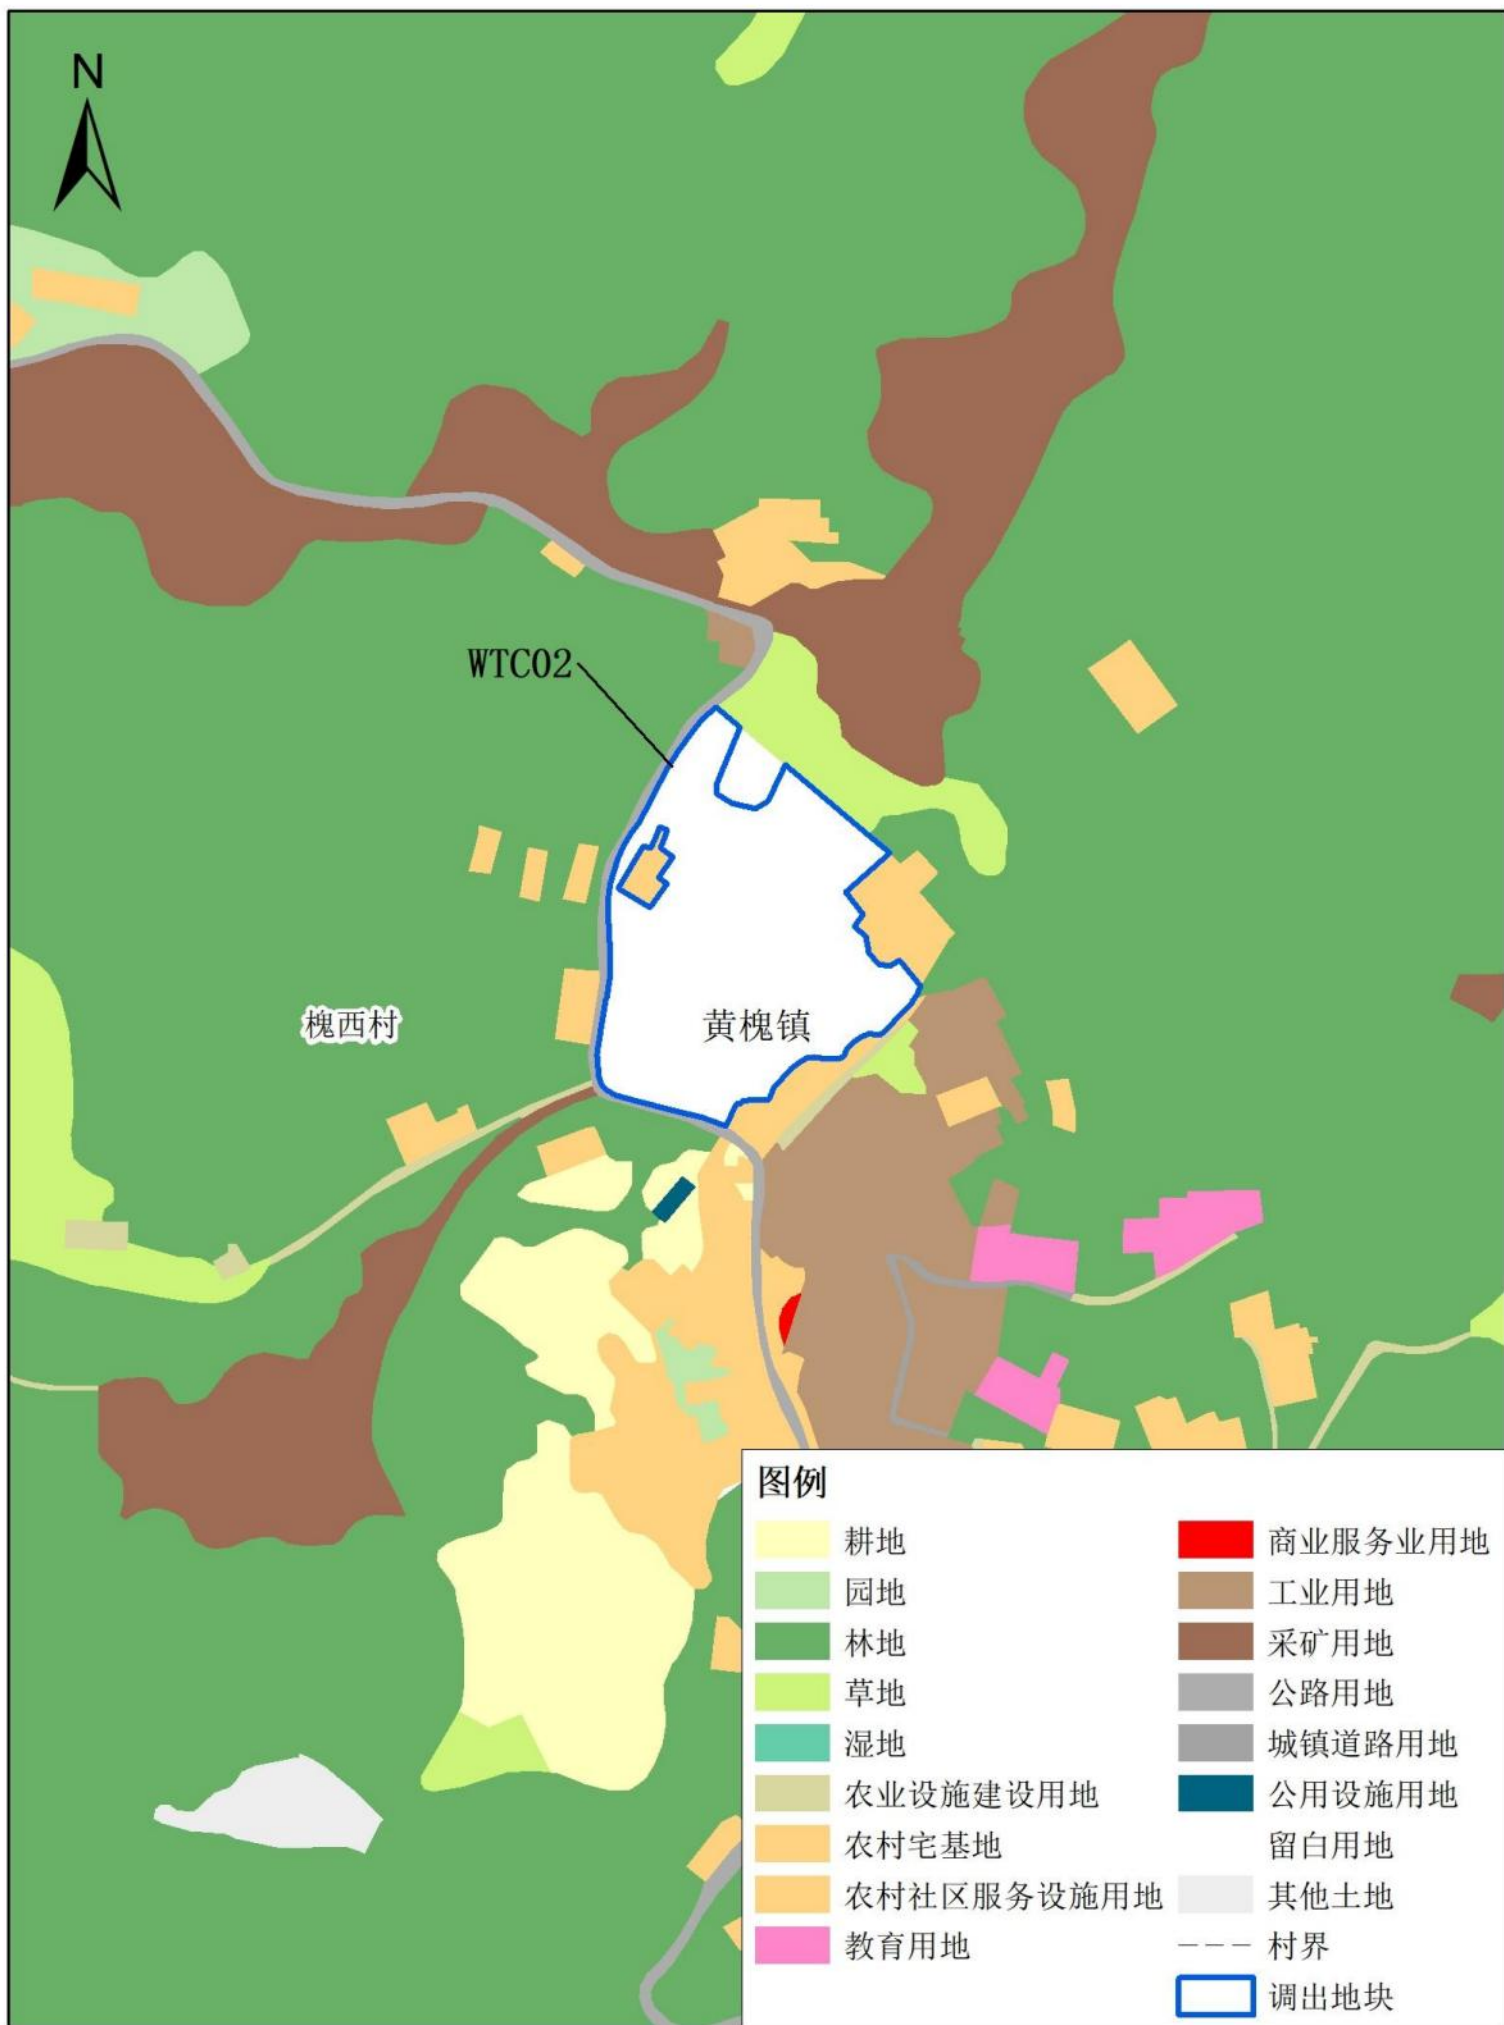 N
WTC02
槐西村
黄槐镇
图例
耕地
园地
林地
草地
湿地
农业设施建设用地
农村宅基地
农村社区服务设施用地
教育用地
商业服务业用地
工业用地
采矿用地
公路用地
城镇道路用地
公用设施用地
留白用地
其他土地
村界
调出地块